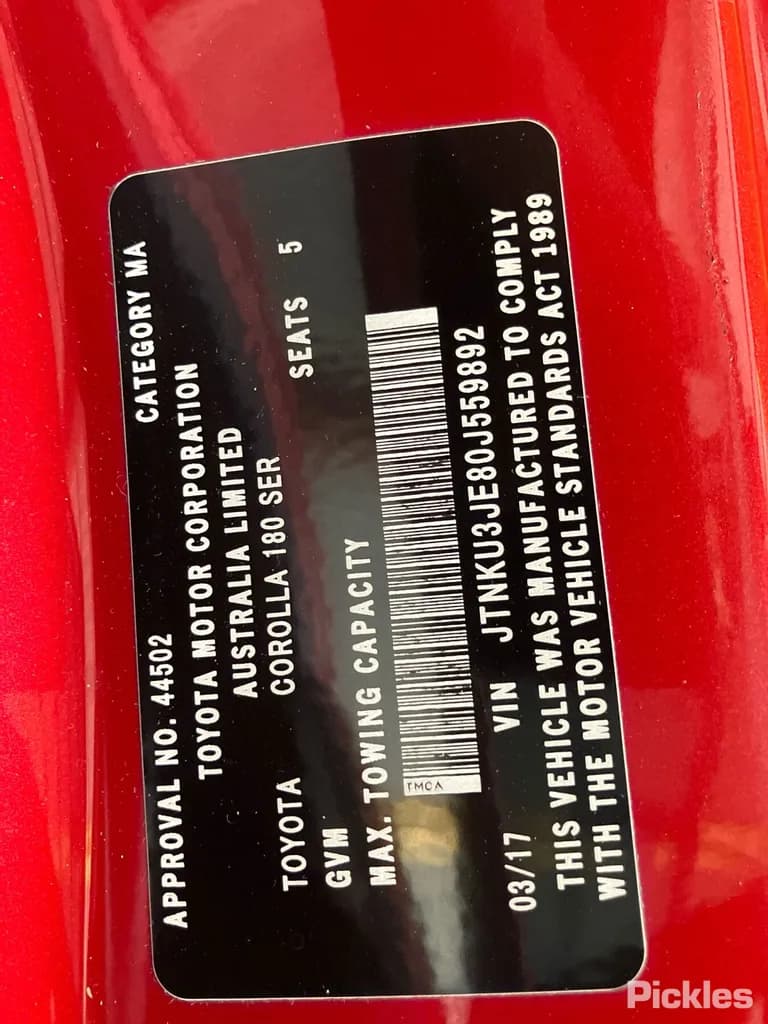 APPROVAL NO. 44502 CATEGORY MA
TOYOTA MOTOR CORPORATION
AUSTRALIA LIMITED
TOYOTA COROLLA 180 SER
GVM SEATS 5
MAX. TOWING CAPACITY
TMCA
03/17 VIN JTNKU3JE80J559892
THIS VEHICLE WAS MANUFACTURED TO COMPLY
WITH THE MOTOR VEHICLE STANDARDS ACT 1989
Pickles